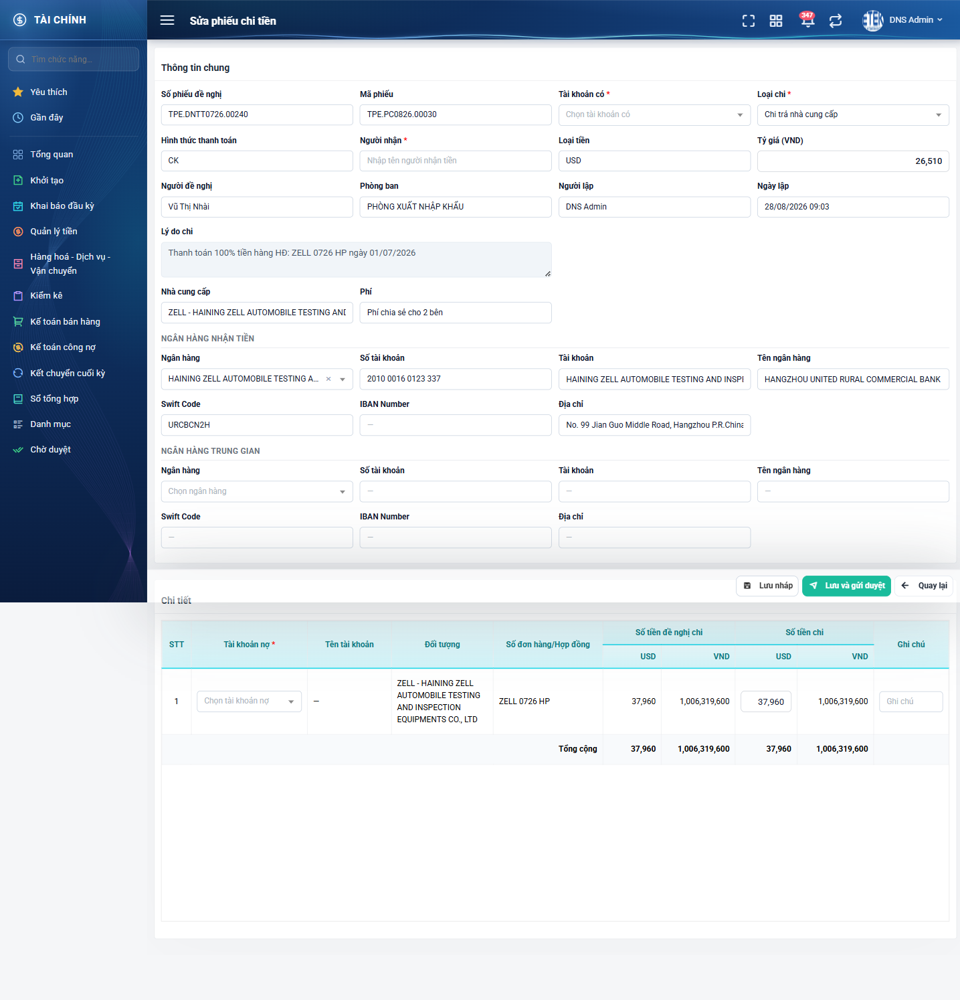 TÀI CHÍNH
Sửa phiếu chi tiền
347
DNS Admin
Tìm chức năng...
Yêu thích
Gần đây
Tổng quan
Khởi tạo
Khai báo đầu kỳ
Quản lý tiền
Hàng hoá - Dịch vụ -
Vận chuyển
Kiểm kê
Kế toán bán hàng
Kế toán công nợ
Kết chuyển cuối kỳ
Sổ tổng hợp
Danh mục
Chờ duyệt
Thông tin chung
Số phiếu đề nghị
Mã phiếu
Tài khoản có *
Loại chi *
TPE.DNTT0726.00240
TPE.PC0826.00030
Chọn tài khoản có
Chi trả nhà cung cấp
Hình thức thanh toán
Người nhận *
Loại tiền
Tỷ giá (VND)
CK
Nhập tên người nhận tiền
USD
26,510
Người đề nghị
Phòng ban
Người lập
Ngày lập
Vũ Thị Nhài
PHÒNG XUẤT NHẬP KHẨU
DNS Admin
28/08/2026 09:03
Lý do chi
Thanh toán 100% tiền hàng HĐ: ZELL 0726 HP ngày 01/07/2026
Nhà cung cấp
Phí
ZELL - HAINING ZELL AUTOMOBILE TESTING AND
Phí chia sẻ cho 2 bên
NGÂN HÀNG NHẬN TIỀN
Ngân hàng
Số tài khoản
Tài khoản
Tên ngân hàng
HAINING ZELL AUTOMOBILE TESTING A... ×
2010 0016 0123 337
HAINING ZELL AUTOMOBILE TESTING AND INSPI
HANGZHOU UNITED RURAL COMMERCIAL BANK
Swift Code
IBAN Number
Địa chỉ
URCBCN2H
—
No. 99 Jian Guo Middle Road, Hangzhou P.R.China
NGÂN HÀNG TRUNG GIAN
Ngân hàng
Số tài khoản
Tài khoản
Tên ngân hàng
Chọn ngân hàng
—
—
—
Swift Code
IBAN Number
Địa chỉ
—
—
—
Lưu nháp
Lưu và gửi duyệt
Quay lại
Chi tiết
STT
Tài khoản nợ *
Tên tài khoản
Đối tượng
Số đơn hàng/Hợp đồng
Số tiền đề nghị chi
Số tiền chi
Ghi chú
USD
VND
USD
VND
1
Chọn tài khoản nợ
—
ZELL - HAINING ZELL
AUTOMOBILE TESTING
AND INSPECTION
EQUIPMENTS CO., LTD
ZELL 0726 HP
37,960
1,006,319,600
37,960
1,006,319,600
Ghi chú
Tổng cộng
37,960
1,006,319,600
37,960
1,006,319,600